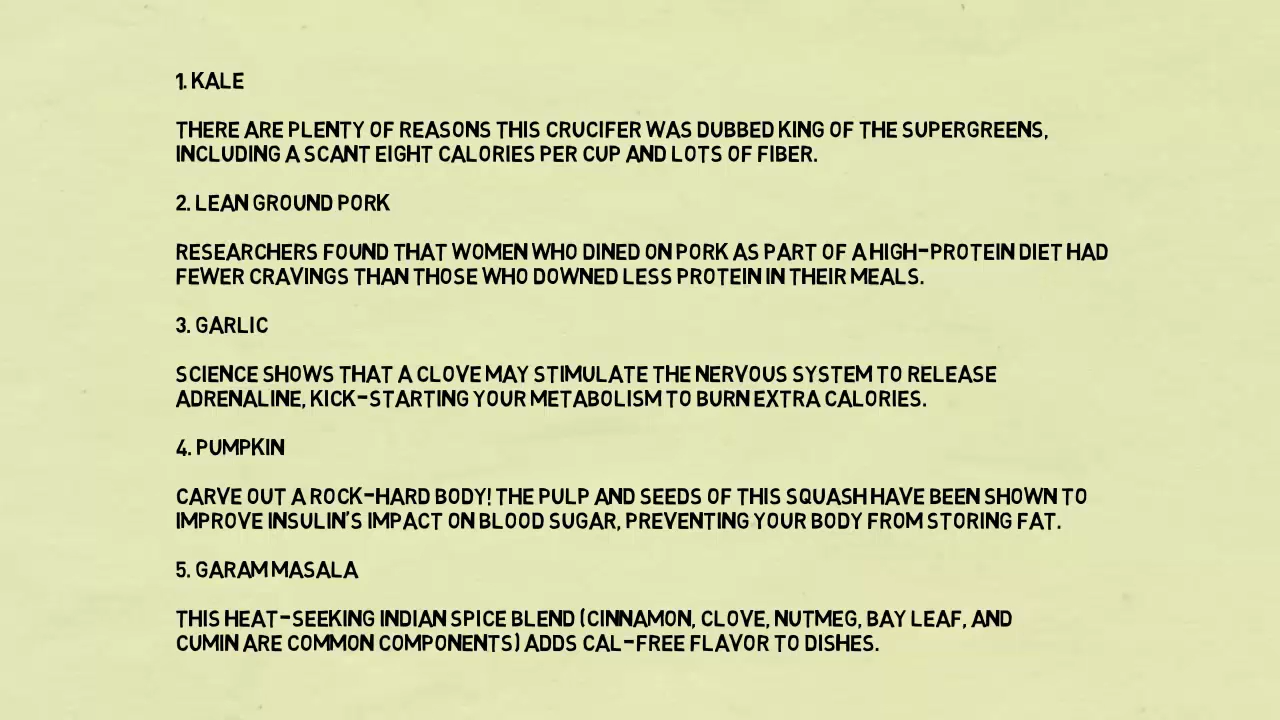 1. KALE
THERE ARE PLENTY OF REASONS THIS CRUCIFER WAS DUBBED KING OF THE SUPERGREENS,
INCLUDING A SCANT EIGHT CALORIES PER CUP AND LOTS OF FIBER.
2. LEAN GROUND PORK
RESEARCHERS FOUND THAT WOMEN WHO DINED ON PORK AS PART OF A HIGH-PROTEIN DIET HAD
FEWER CRAVINGS THAN THOSE WHO DOWNED LESS PROTEIN IN THEIR MEALS.
3. GARLIC
SCIENCE SHOWS THAT A CLOVE MAY STIMULATE THE NERVOUS SYSTEM TO RELEASE
ADRENALINE, KICK-STARTING YOUR METABOLISM TO BURN EXTRA CALORIES.
4. PUMPKIN
CARVE OUT A ROCK-HARD BODY! THE PULP AND SEEDS OF THIS SQUASH HAVE BEEN SHOWN TO
IMPROVE INSULIN'S IMPACT ON BLOOD SUGAR, PREVENTING YOUR BODY FROM STORING FAT.
5. GARAM MASALA
THIS HEAT-SEEKING INDIAN SPICE BLEND (CINNAMON, CLOVE, NUTMEG, BAY LEAF, AND
CUMIN ARE COMMON COMPONENTS) ADDS CAL-FREE FLAVOR TO DISHES.